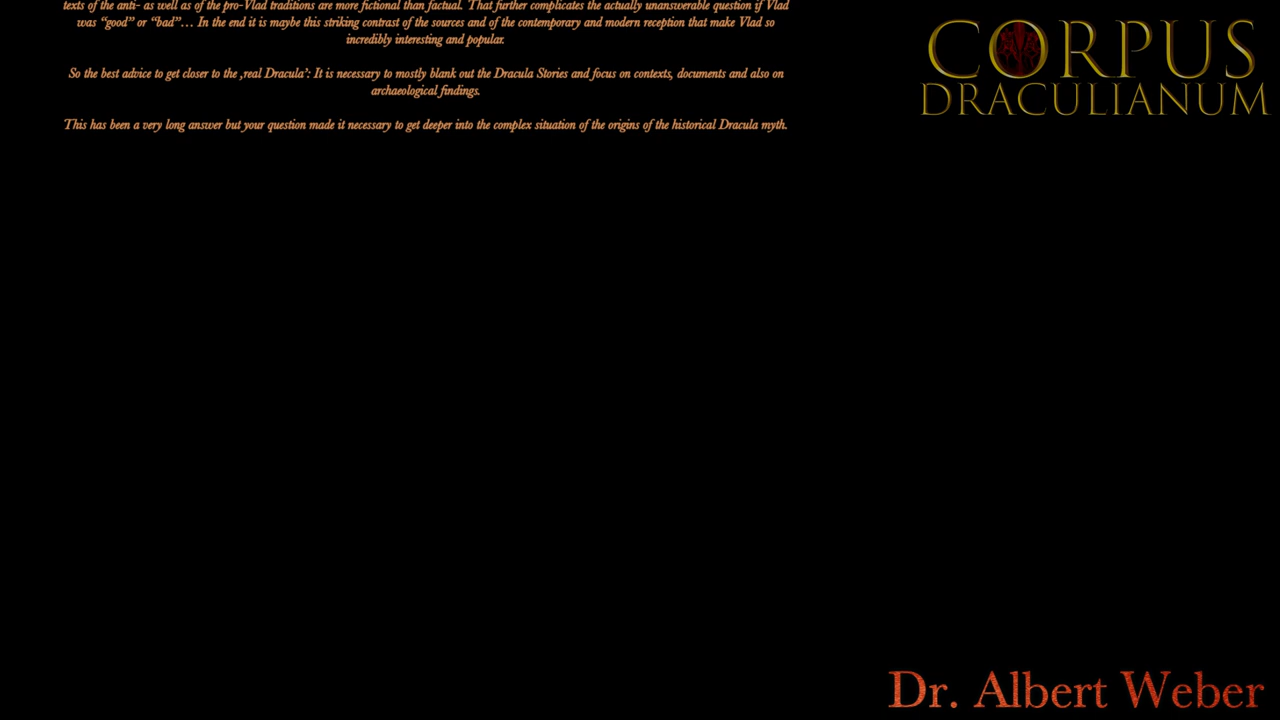 texts of the anti- as well as of the pro-Vlad traditions are more fictional than factual. That further complicates the actually unanswerable question if Vlad
was “good” or “bad”… In the end it is maybe this striking contrast of the sources and of the contemporary and modern reception that make Vlad so
incredibly interesting and popular.
So the best advice to get closer to the ‚real Dracula’: It is necessary to mostly blank out the Dracula Stories and focus on contexts, documents and also on
archaeological findings.
This has been a very long answer but your question made it necessary to get deeper into the complex situation of the origins of the historical Dracula myth.
CORPUS
DRACULIANUM
Dr. Albert Weber